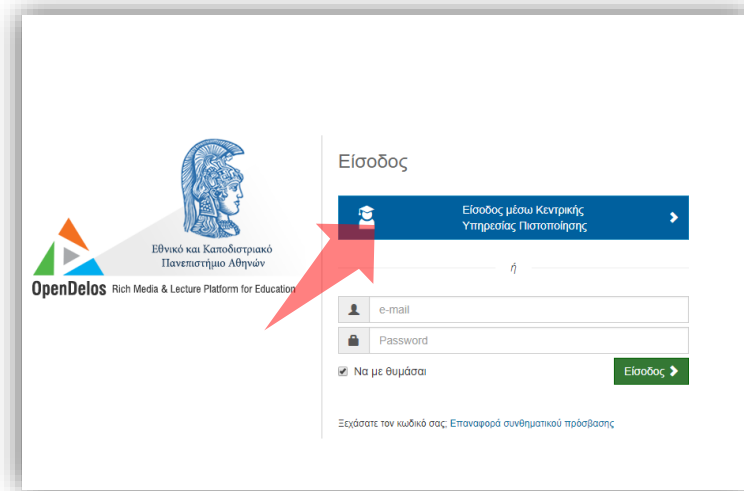 Εθνικό και Καποδιστριακό
Πανεπιστήμιο Αθηνών
OpenDelos Rich Media & Lecture Platform for Education
Είσοδος
Είσοδος μέσω Κεντρικής
Υπηρεσίας Πιστοποίησης
ή
e-mail
Password
Να με θυμάσαι
Είσοδος
Ξεχάσατε τον κωδικό σας; Επαναφορά συνθηματικού πρόσβασης